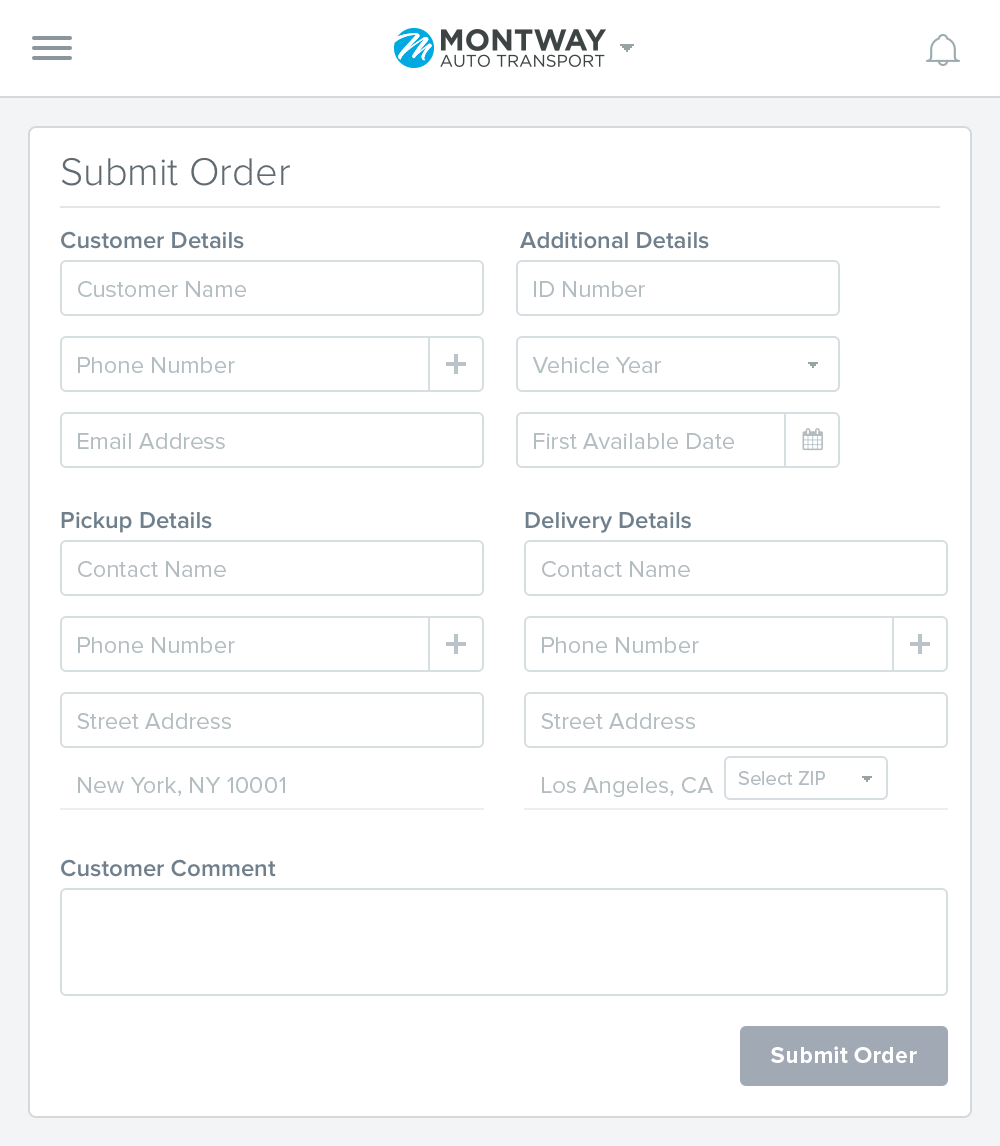 MONTWAY
AUTO TRANSPORT
Submit Order
Customer Details
Customer Name
Phone Number
Email Address
Additional Details
ID Number
Vehicle Year
First Available Date
Pickup Details
Contact Name
Phone Number
Street Address
New York, NY 10001
Delivery Details
Contact Name
Phone Number
Street Address
Los Angeles, CA Select ZIP
Customer Comment
Submit Order